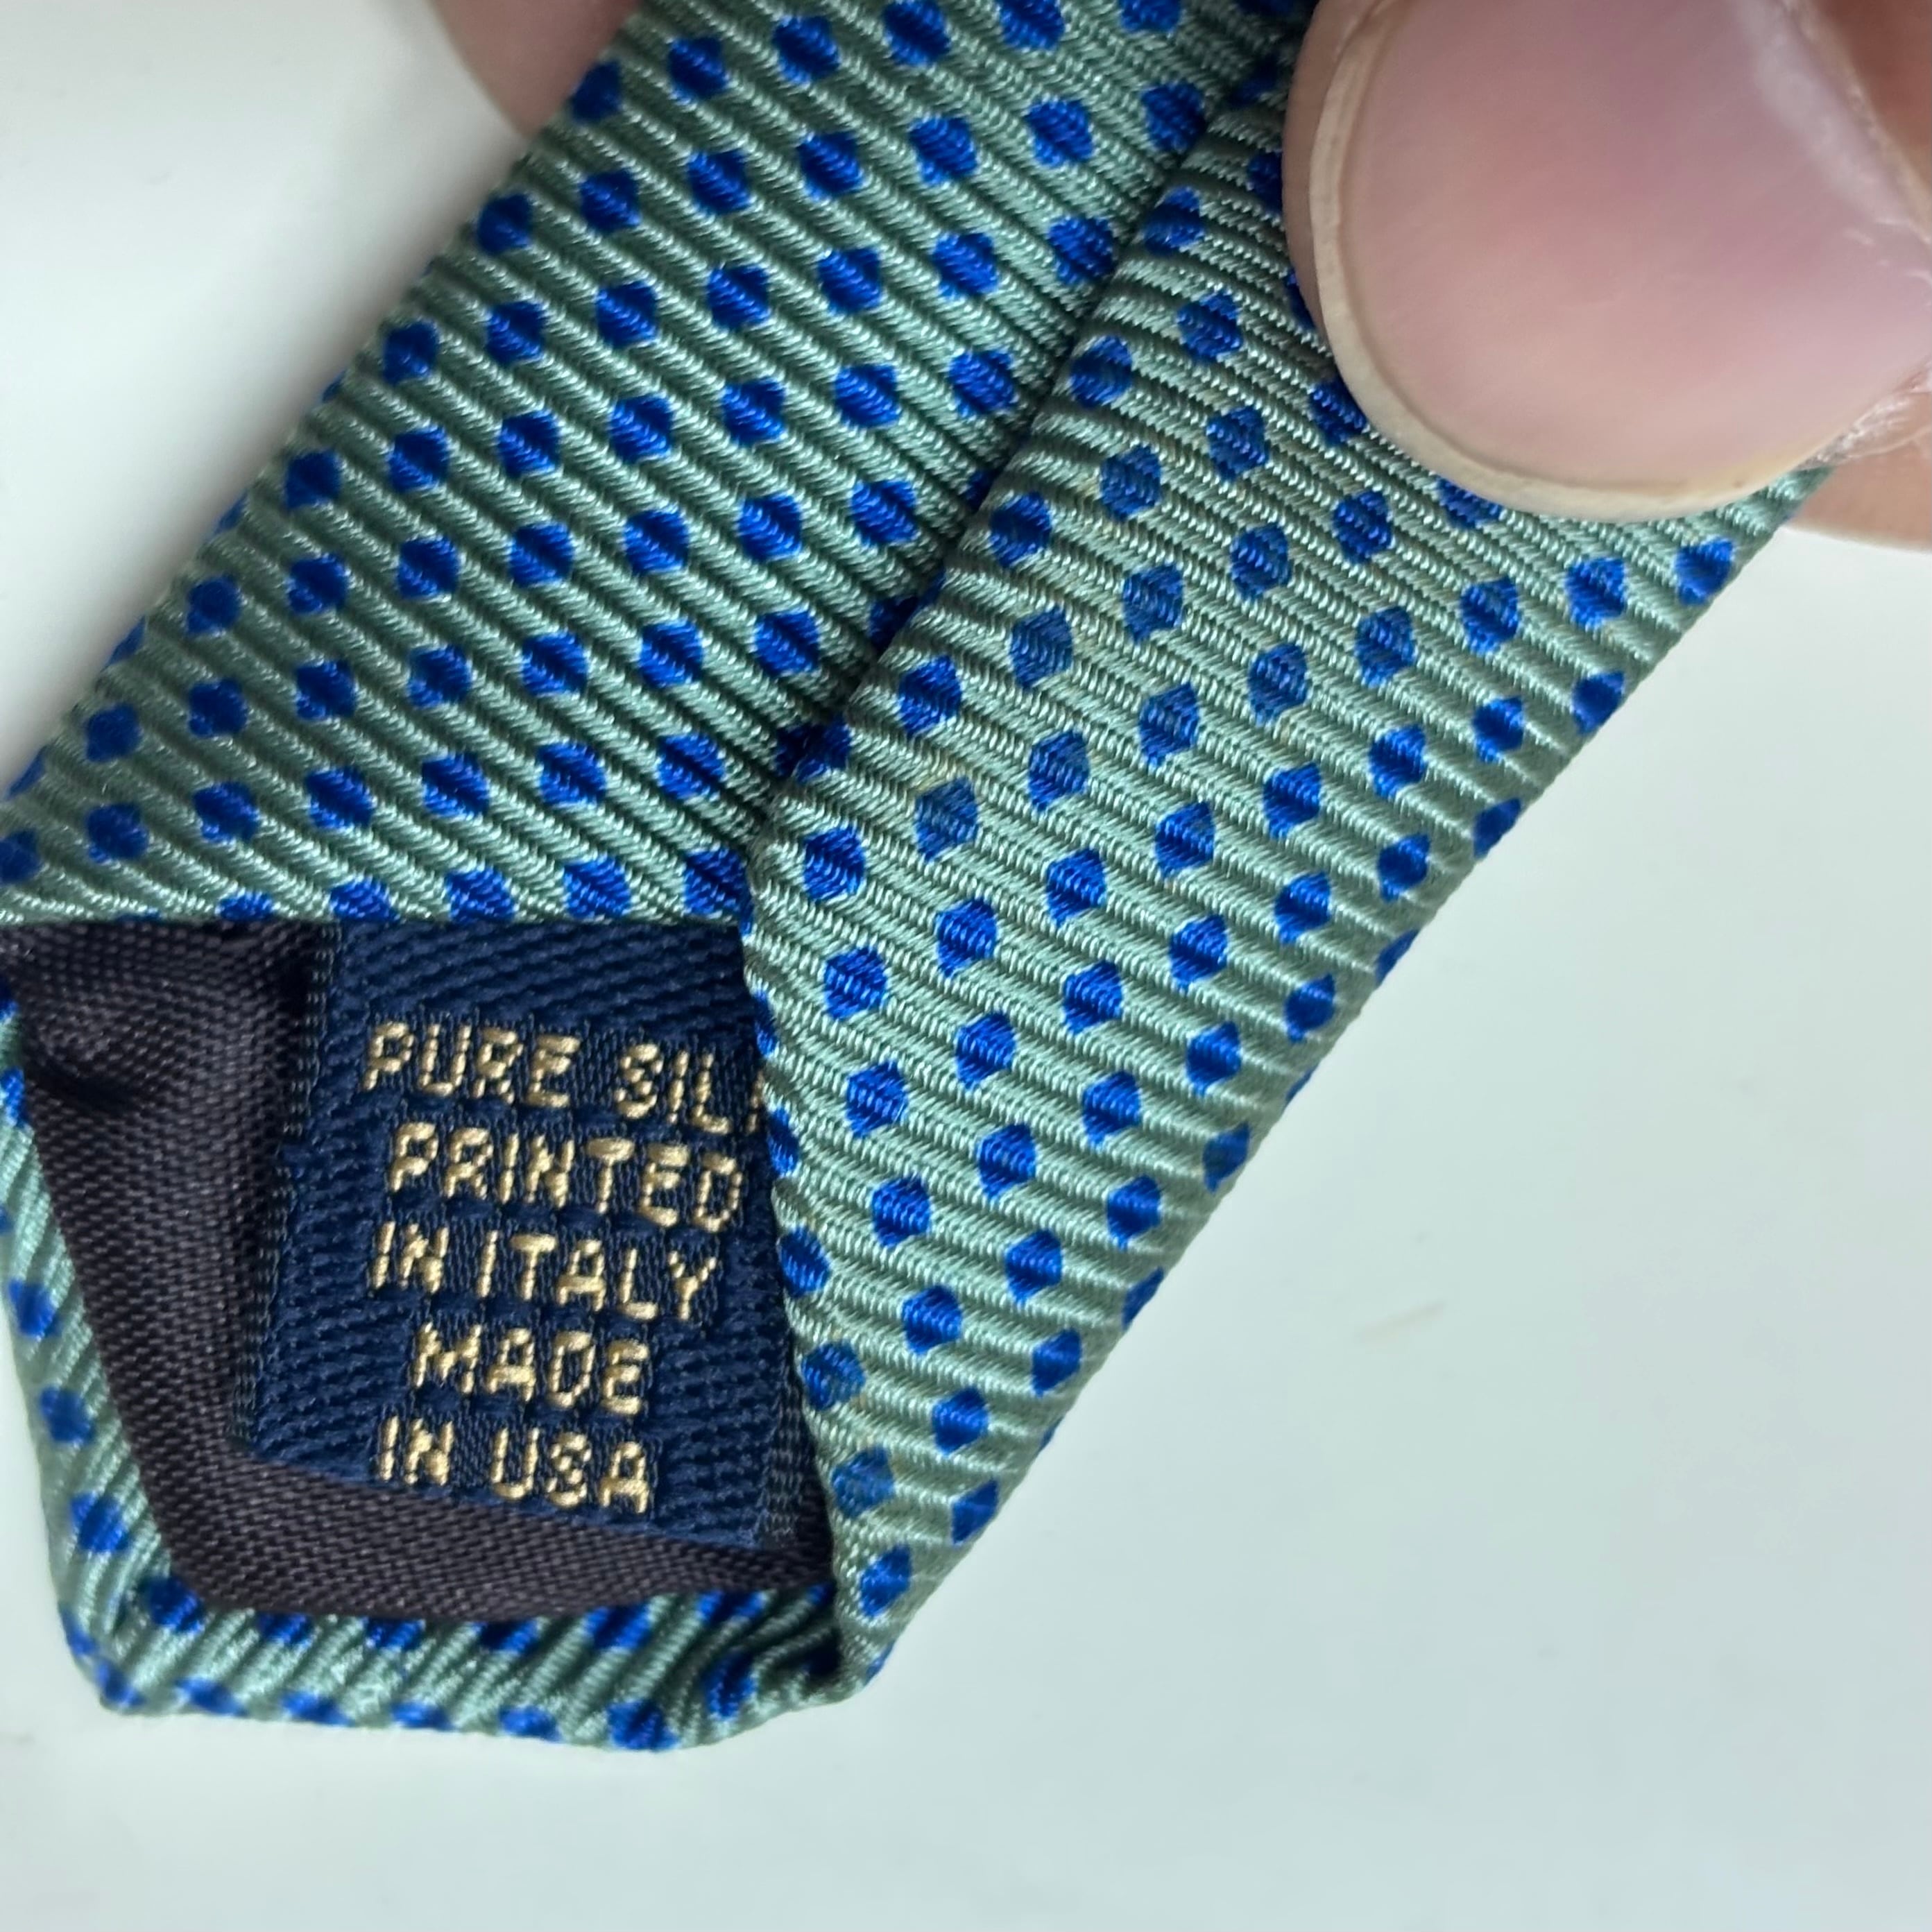 PURE SIL
PRINTED
IN ITALY
MADE
IN USA